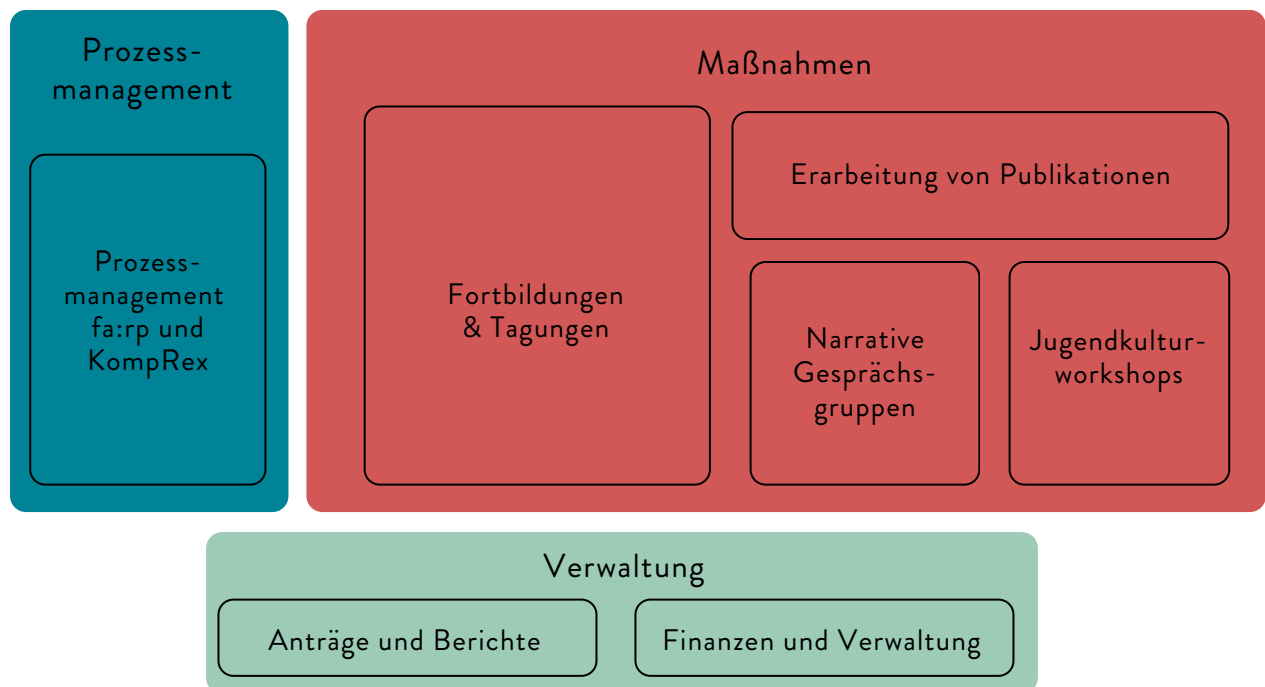 Prozess-
management
Prozess-
management
fa:rp und
KompRex
Maßnahmen
Fortbildungen
& Tagungen
Erarbeitung von Publikationen
Narrative
Gesprächs-
gruppen
Jugendkultur-
workshops
Verwaltung
Anträge und Berichte
Finanzen und Verwaltung